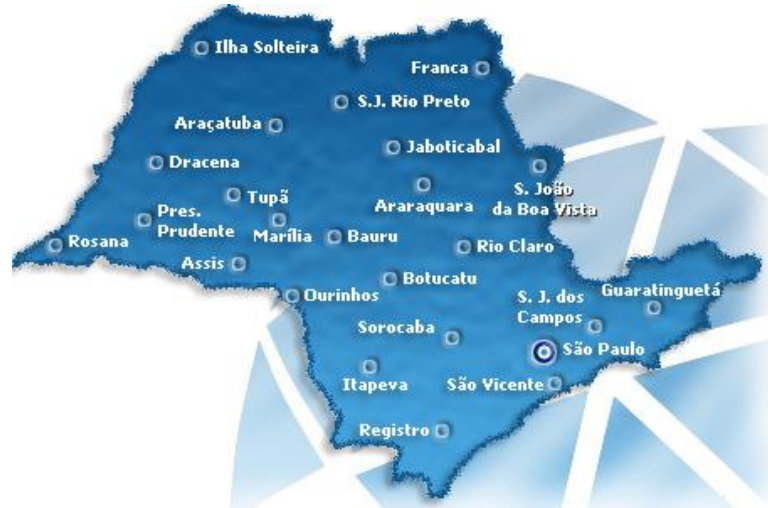 Ilha Solteira
Franca
S.J. Rio Preto
Araçatuba
Jaboticabal
Dracena
S. João
da Boa Vista
Tupã
Araraquara
Pres.
Prudente
Marília
Bauru
Rosana
Rio Claro
Assis
Botucatu
Guaratinguetá
Ourinhos
S. J. dos
Campos
Sorocaba
São Paulo
Itapeva
São Vicente
Registro